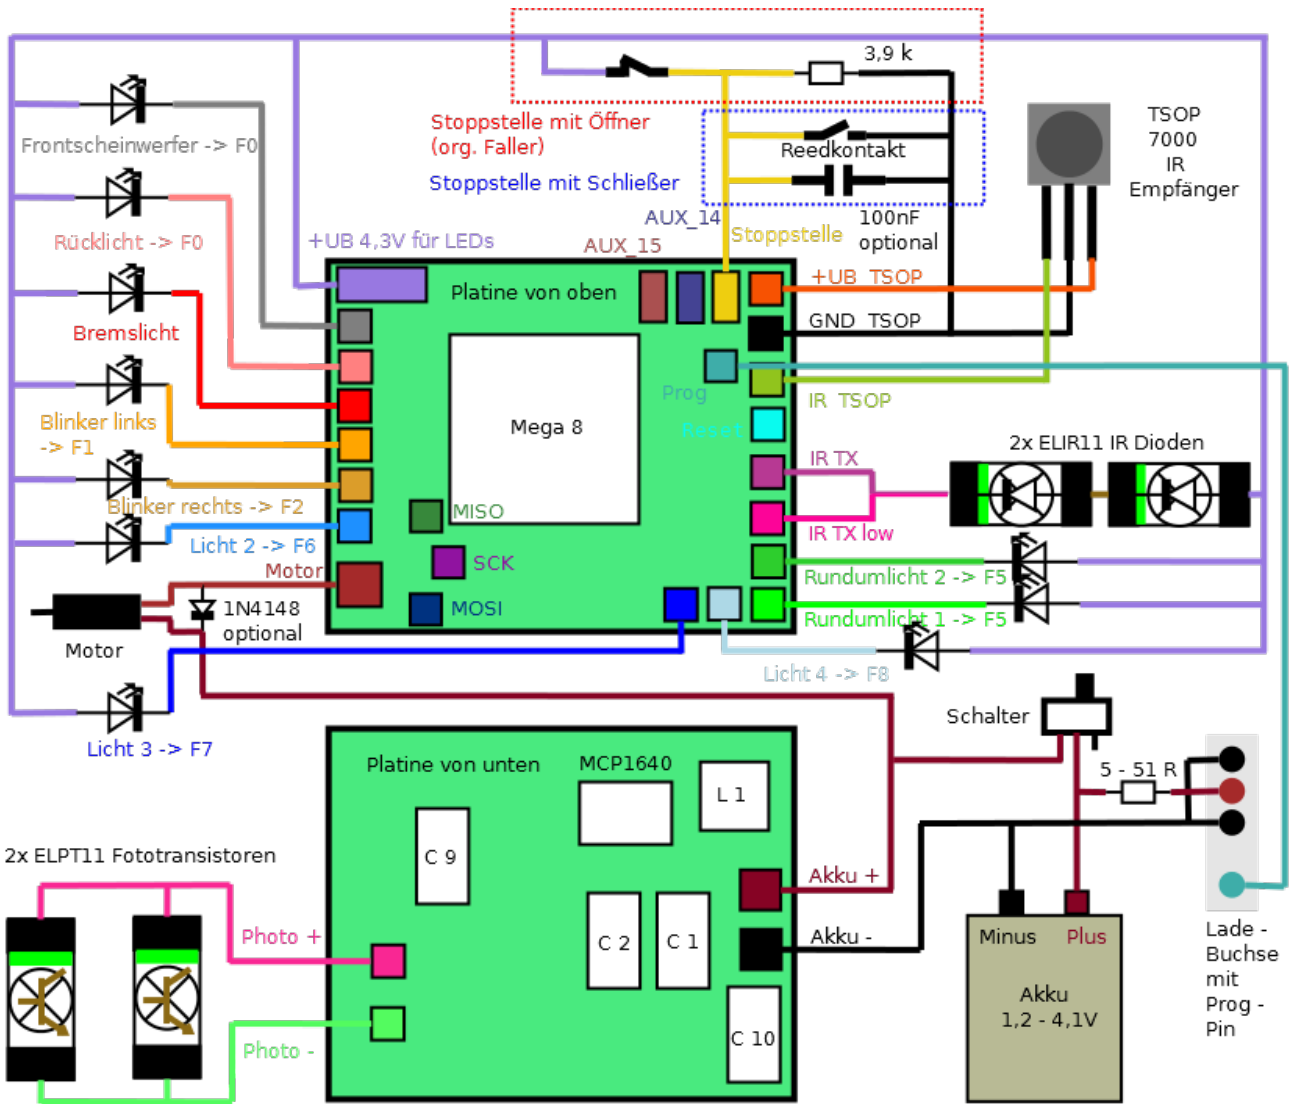 3,9 k
Stoppstelle mit Öffner
(org. Faller)
Stoppstelle mit Schließer
Reedkontakt
100nF
optional
TSOP
7000
IR
Empfänger
Frontscheinwerfer -> F0
Rücklicht -> F0
+UB 4,3V für LEDs
AUX_14
AUX_15
Stoppstelle
Platine von oben
+UB TSOP
GND TSOP
Bremslicht
Prog
IR TSOP
Blinker links
-> F1
Mega 8
Reset
2x ELIR11 IR Dioden
IR TX
Blinker rechts -> F2
MISO
IR TX low
Licht 2 -> F6
SCK
Motor
Rundumlicht 2 -> F5
1N4148
optional
MOSI
Rundumlicht 1 -> F5
Motor
Licht 4 -> F8
Licht 3 -> F7
Schalter
Platine von unten
MCP1640
L 1
5 - 51 R
2x ELPT11 Fototransistoren
C 9
Akku +
Photo +
C 2
C 1
Akku -
Minus
Plus
Lade -
Buchse
mit
Prog -
Pin
Akku
1,2 - 4,1V
C 10
Photo -